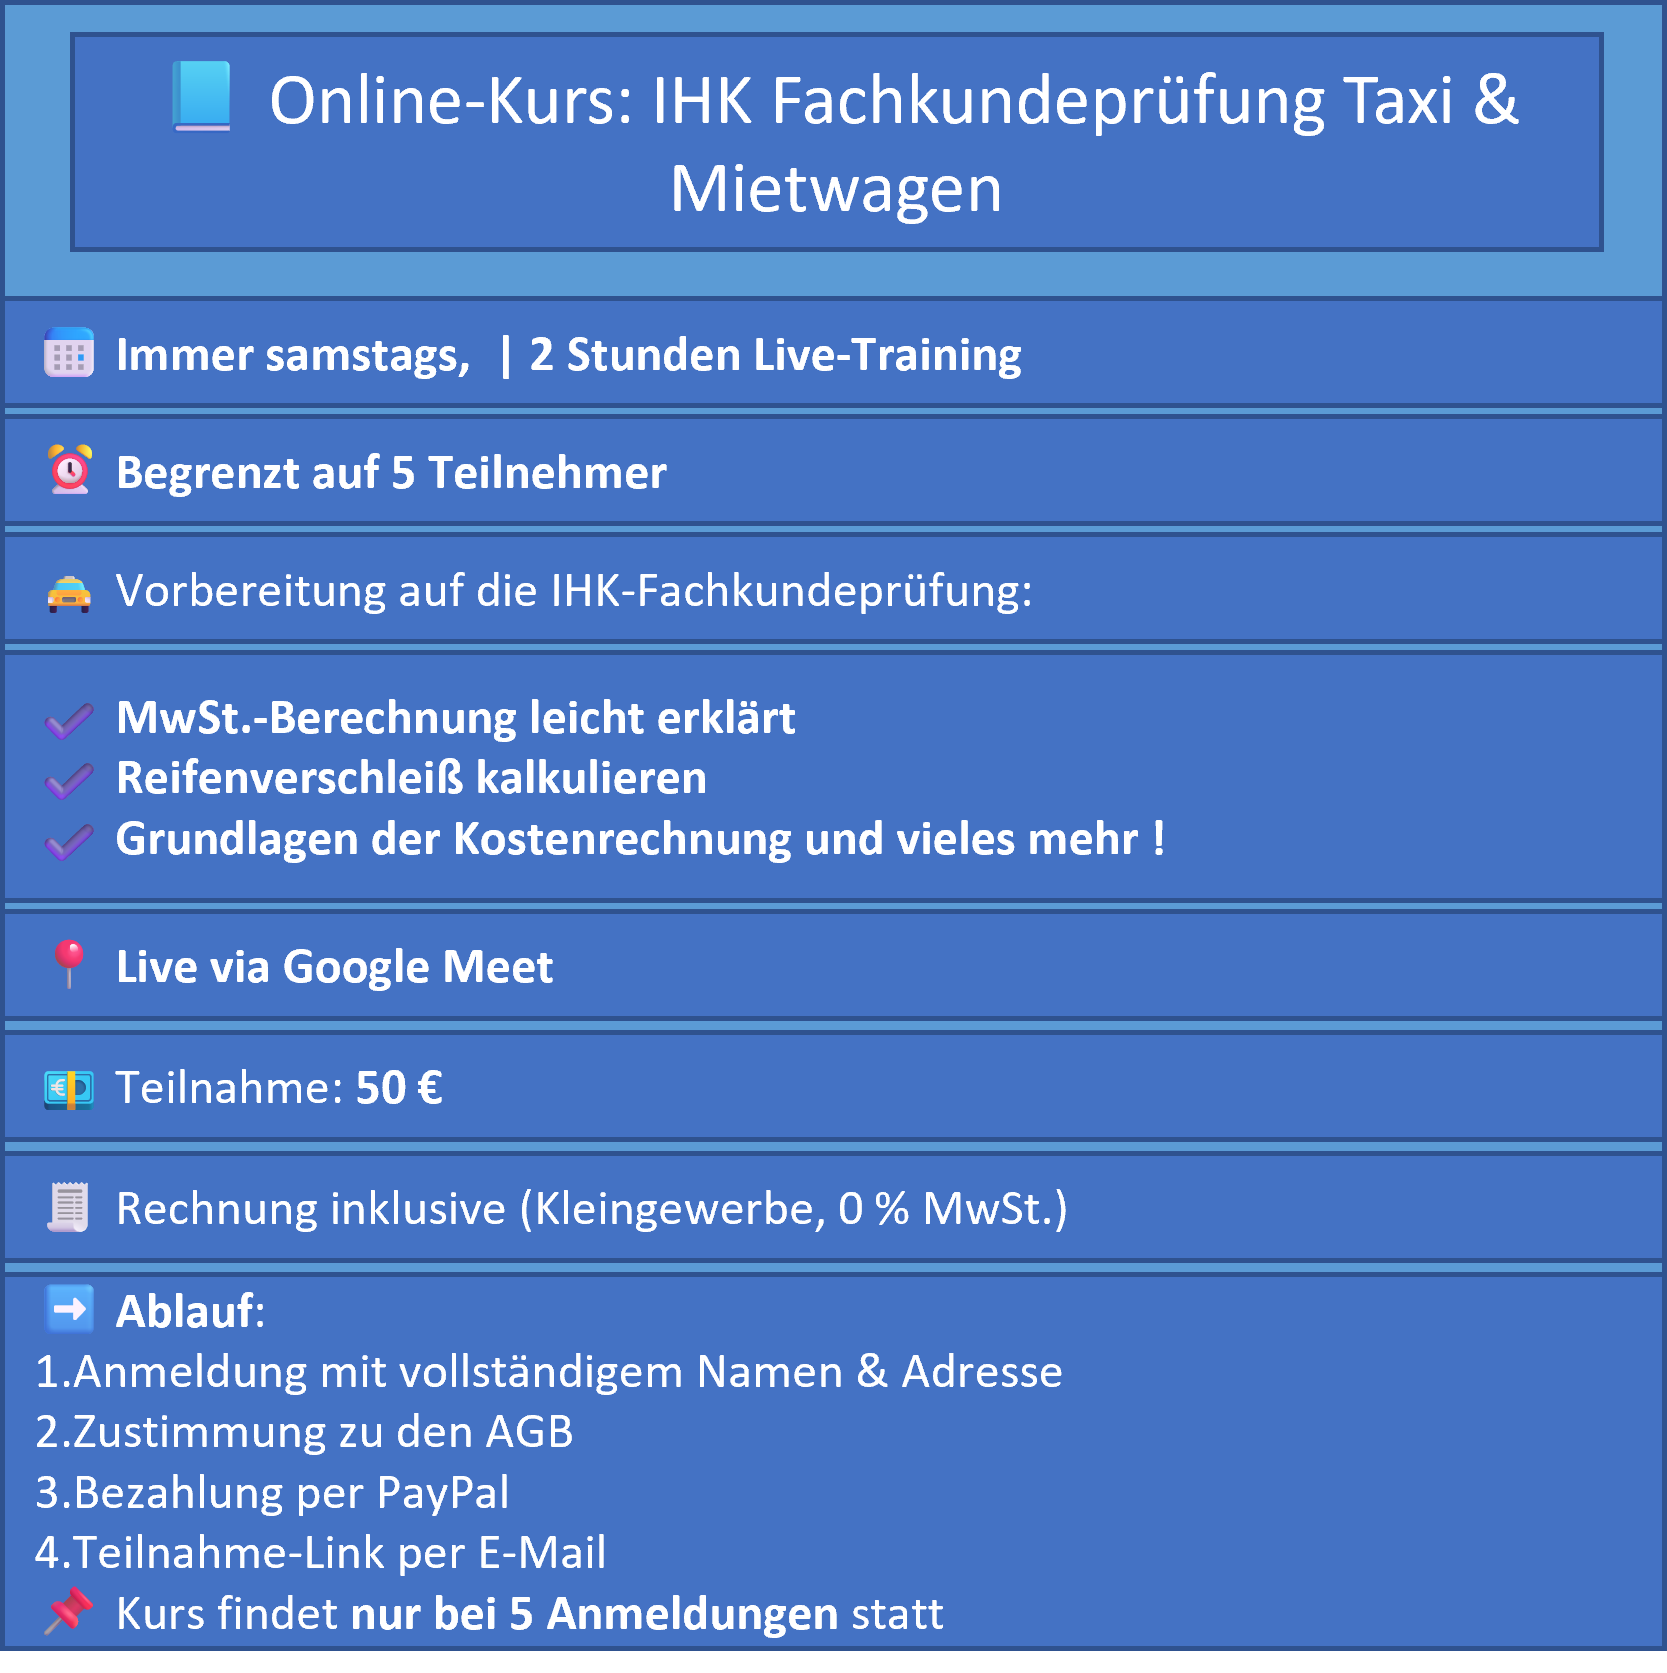 Online-Kurs: IHK Fachkundeprüfung Taxi &
Mietwagen
Immer samstags,  | 2 Stunden Live-Training
Begrenzt auf 5 Teilnehmer
Vorbereitung auf die IHK-Fachkundeprüfung:
MwSt.-Berechnung leicht erklärt
Reifenverschleiß kalkulieren
Grundlagen der Kostenrechnung und vieles mehr !
Live via Google Meet
Teilnahme: 50 €
Rechnung inklusive (Kleingewerbe, 0 % MwSt.)
Ablauf:
1.Anmeldung mit vollständigem Namen & Adresse
2.Zustimmung zu den AGB
3.Bezahlung per PayPal
4.Teilnahme-Link per E-Mail
Kurs findet nur bei 5 Anmeldungen statt